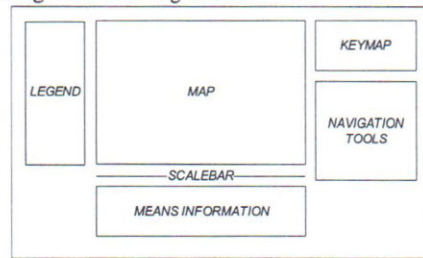 KEYMAP
LEGEND
MAP
NAVIGATION
TOOLS
SCALEBAR
MEANS INFORMATION